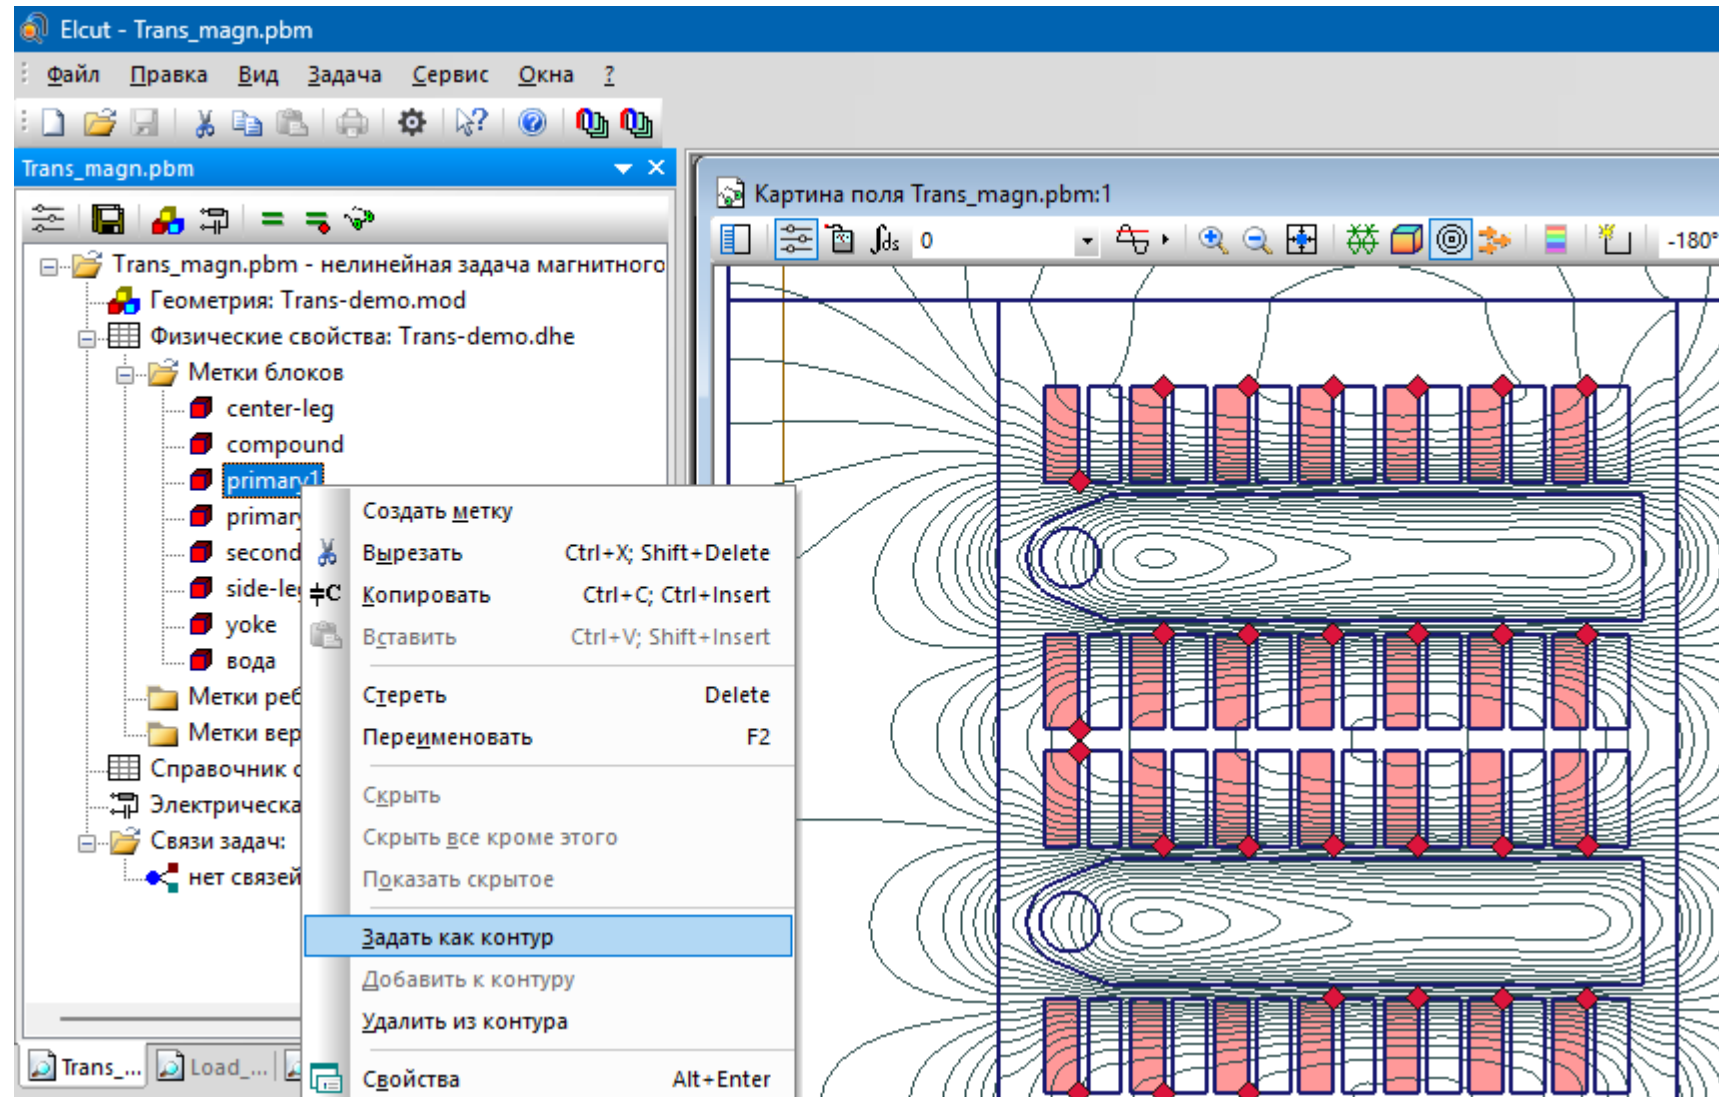 Elcut - Trans_magn.pbm
Файл Правка Вид Задача Сервис Окна ?
Trans_magn.pbm
Trans_magn.pbm - нелинейная задача магнитного
Геометрия: Trans-demo.mod
Физические свойства: Trans-demo.dhe
Метки блоков
center-leg
compound
primary1
primary
second
side-leg
yoke
вода
Метки реб
Метки вер
Справочник с
Электрическа
Связи задач:
нет связей
Trans_... Load_...
Создать метку
Вырезать Ctrl+X; Shift+Delete
Копировать Ctrl+C; Ctrl+Insert
Вставить Ctrl+V; Shift+Insert
Стереть Delete
Переименовать F2
Скрыть
Скрыть все кроме этого
Показать скрытое
Задать как контур
Добавить к контуру
Удалить из контура
Свойства Alt+Enter
Картина поля Trans_magn.pbm:1
∫ds 0 -180°